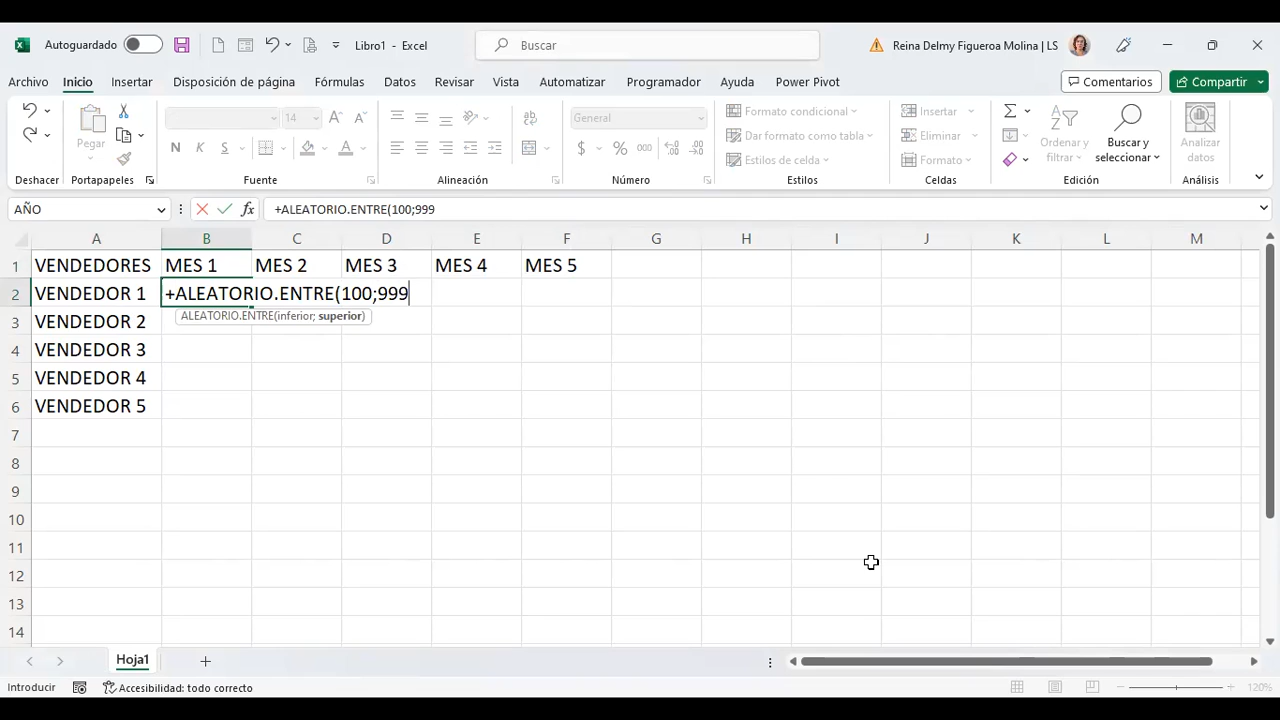 Autoguardado
Libro1 - Excel
Buscar
Reina Delmy Figueroa Molina | LS
Archivo Inicio Insertar Disposición de página Fórmulas Datos Revisar Vista Automatizar Programador Ayuda Power Pivot Comentarios Compartir
Pegar
14
General
Formato condicional
Dar formato como tabla
Estilos de celda
Insertar
Eliminar
Formato
Ordenary filtrar
Buscar y seleccionar
Analizar datos
Deshacer Portapapeles Fuente Alineación Número Estilos Celdas Edición Análisis
AÑO
+ALEATORIO.ENTRE(100;999
A B C D E F G H I J K L M
1 VENDEDORES MES 1 MES 2 MES 3 MES 4 MES 5
2 VENDEDOR 1 +ALEATORIO.ENTRE(100;999
ALEATORIO.ENTRE(inferior; superior)
3 VENDEDOR 2
4 VENDEDOR 3
5 VENDEDOR 4
6 VENDEDOR 5
7
8
9
10
11
12
13
14
Hoja1
Introducir
Accesibilidad: todo correcto
120%